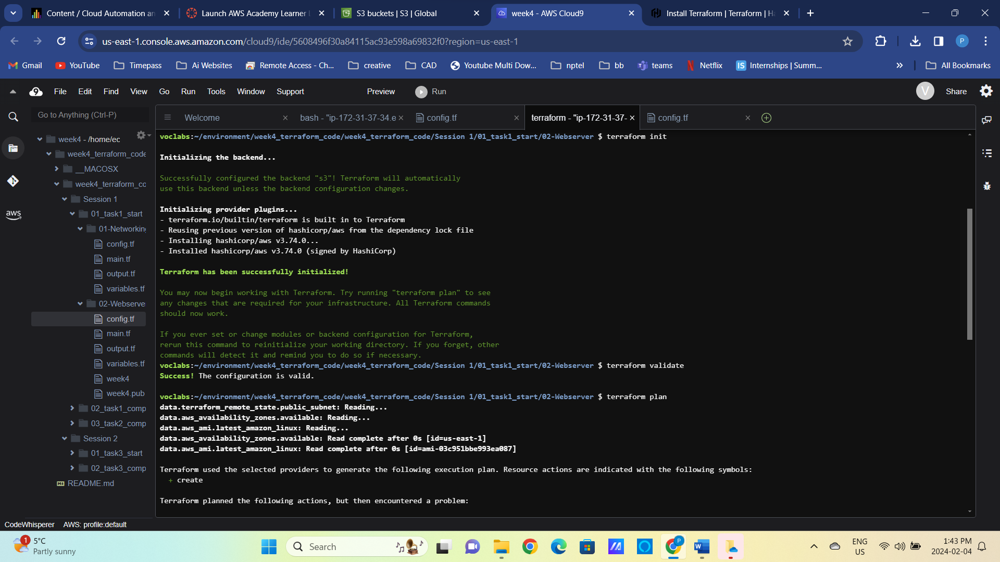 Content / Cloud Automation an
Launch AWS Academy Learner L
S3 buckets | S3 | Global
week4 - AWS Cloud9
Install Terraform | Terraform | Ha
us-east-1.console.aws.amazon.com/cloud9/ide/5608496f30a84115ac93e598a69832f0?region=us-east-1
P
Gmail
YouTube
Timepass
Ai Websites
Remote Access - Ch...
creative
CAD
Youtube Multi Dow...
nptel
bb
teams
Netflix
IS
Internships | Summ...
All Bookmarks
9
File
Edit
Find
View
Go
Run
Tools
Window
Support
Preview
Run
V
Share
Go to Anything (Ctrl-P)
Welcome
bash - "ip-172-31-37-34.e
config.tf
terraform - "ip-172-31-37-
config.tf
aws
week4 - /home/ec
week4_terraform_code
__MACOSX
week4_terraform_co
Session 1
01_task1_start
01-Networking
config.tf
main.tf
output.tf
variables.tf
02-Webserve
config.tf
main.tf
output.tf
variables.tf
week4
week4.pub
02_task1_comp
03_task2_comp
Session 2
01_task3_start
02_task3_comp
README.md
voclabs:~/environment/week4_terraform_code/week4_terraform_code/Session 1/01_task1_start/02-Webserver $ terraform init
Initializing the backend...
Successfully configured the backend "s3"! Terraform will automatically
use this backend unless the backend configuration changes.
Initializing provider plugins...
- terraform.io/builtin/terraform is built in to Terraform
- Reusing previous version of hashicorp/aws from the dependency lock file
- Installing hashicorp/aws v3.74.0...
- Installed hashicorp/aws v3.74.0 (signed by HashiCorp)
Terraform has been successfully initialized!
You may now begin working with Terraform. Try running "terraform plan" to see
any changes that are required for your infrastructure. All Terraform commands
should now work.
If you ever set or change modules or backend configuration for Terraform,
rerun this command to reinitialize your working directory. If you forget, other
commands will detect it and remind you to do so if necessary.
voclabs:~/environment/week4_terraform_code/week4_terraform_code/Session 1/01_task1_start/02-Webserver $ terraform validate
Success! The configuration is valid.
voclabs:~/environment/week4_terraform_code/week4_terraform_code/Session 1/01_task1_start/02-Webserver $ terraform plan
data.terraform_remote_state.public_subnet: Reading...
data.aws_availability_zones.available: Reading...
data.aws_ami.latest_amazon_linux: Reading...
data.aws_availability_zones.available: Read complete after 0s [id=us-east-1]
data.aws_ami.latest_amazon_linux: Read complete after 0s [id=ami-03c951bbe993ea087]
Terraform used the selected providers to generate the following execution plan. Resource actions are indicated with the following symbols:
+ create
Terraform planned the following actions, but then encountered a problem:
CodeWhisperer
AWS: profile:default
1
5°C
Partly sunny
Search
P
ENG
US
1:43 PM
2024-02-04